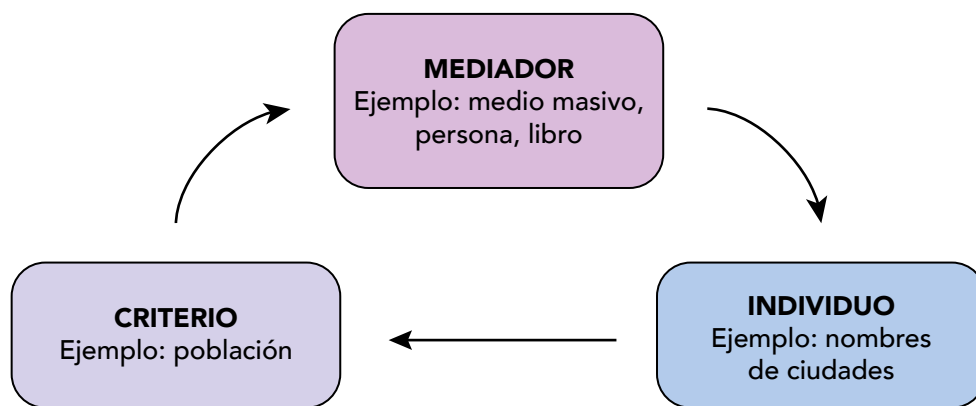 MEDIADOR
Ejemplo: medio masivo,
persona, libro
CRITERIO
Ejemplo: población
INDIVIDUO
Ejemplo: nombres
de ciudades